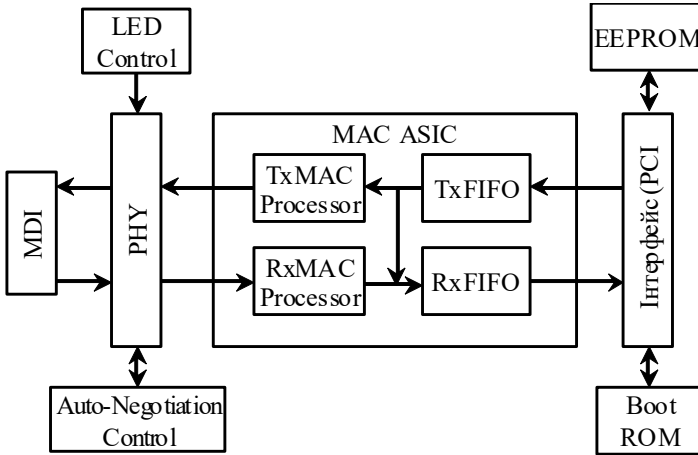 LED
Control
EEPROM
MAC ASIC
TxMAC
Processor
TxFIFO
MDI
PHY
Інтерфейс (PCI
RxMAC
Processor
RxFIFO
Auto-Negotiation
Control
Boot
ROM